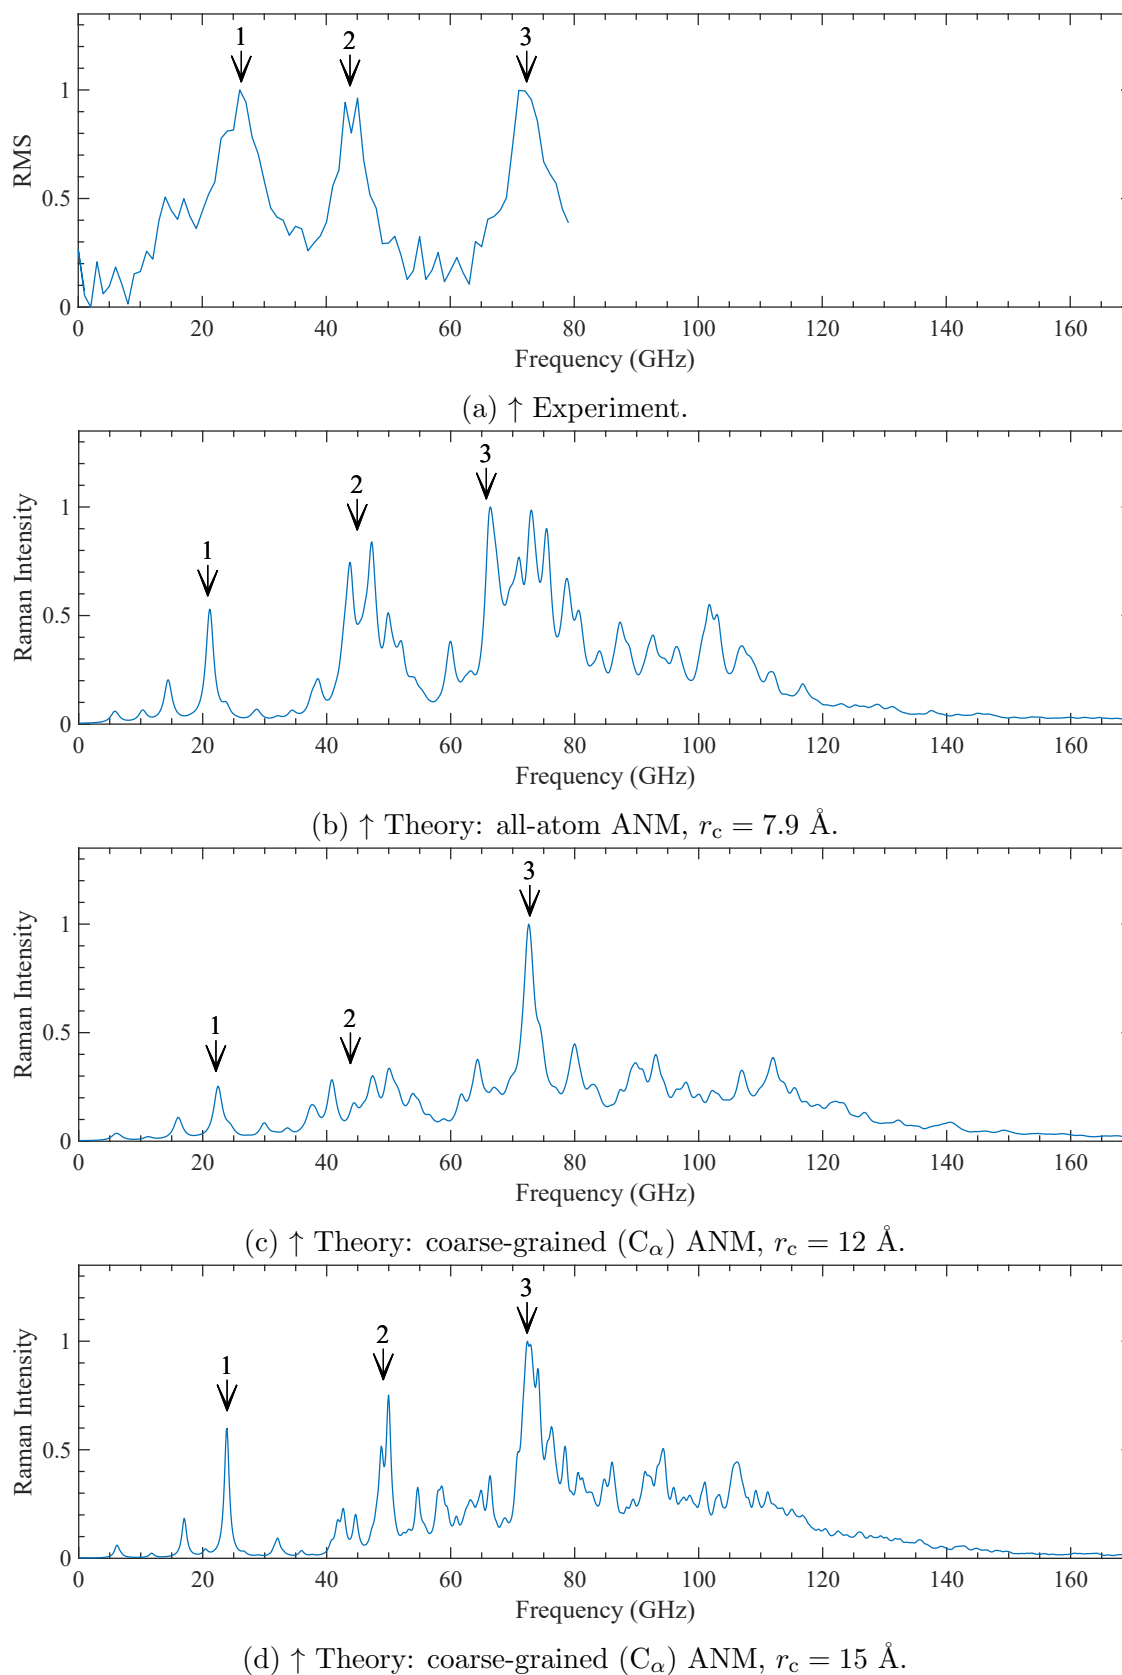 1
2
3
1
0.5
0
RMS
0 20 40 60 80 100 120 140 160
Frequency (GHz)
(a) ↑ Experiment.
3
2
1
1
0.5
0
Raman Intensity
0 20 40 60 80 100 120 140 160
Frequency (GHz)
(b) ↑ Theory: all-atom ANM, r_c = 7.9 Å.
3
1
2
1
0.5
0
Raman Intensity
0 20 40 60 80 100 120 140 160
Frequency (GHz)
(c) ↑ Theory: coarse-grained (C_α) ANM, r_c = 12 Å.
3
2
1
1
0.5
0
Raman Intensity
0 20 40 60 80 100 120 140 160
Frequency (GHz)
(d) ↑ Theory: coarse-grained (C_α) ANM, r_c = 15 Å.